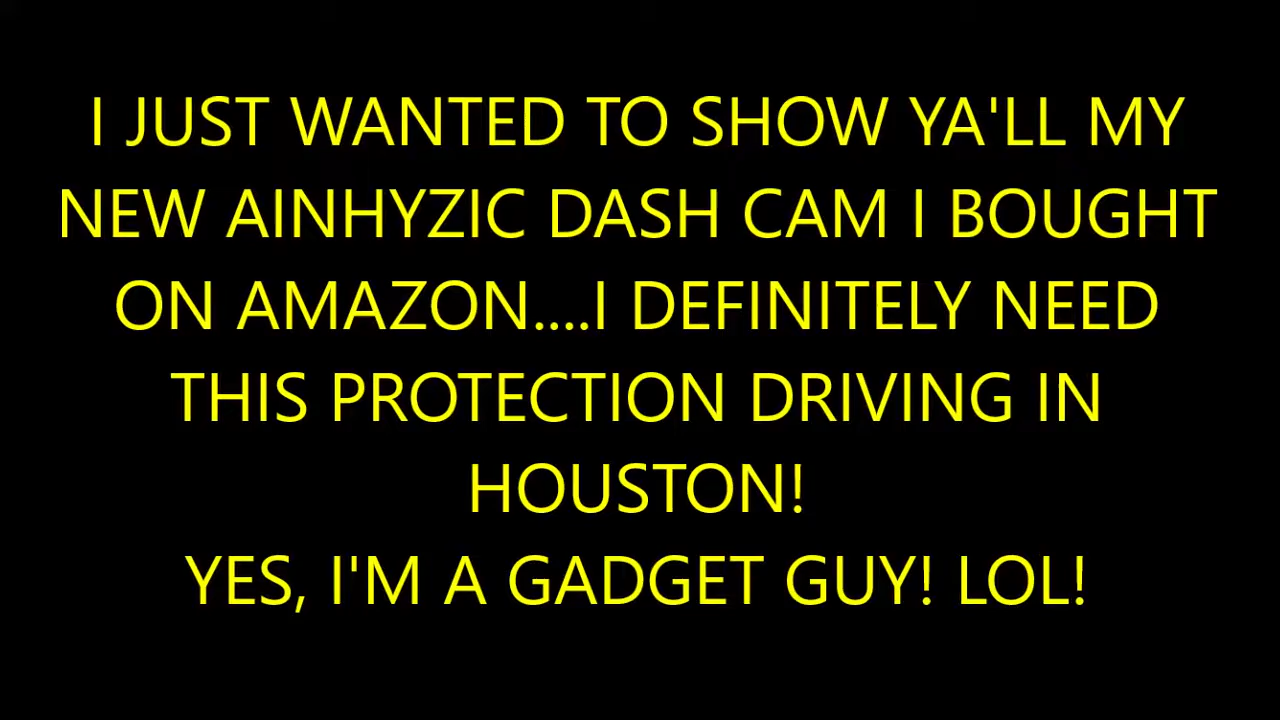 I JUST WANTED TO SHOW YA'LL MY
NEW AINHYZIC DASH CAM I BOUGHT
ON AMAZON....I DEFINITELY NEED
THIS PROTECTION DRIVING IN
HOUSTON!
YES, I'M A GADGET GUY! LOL!